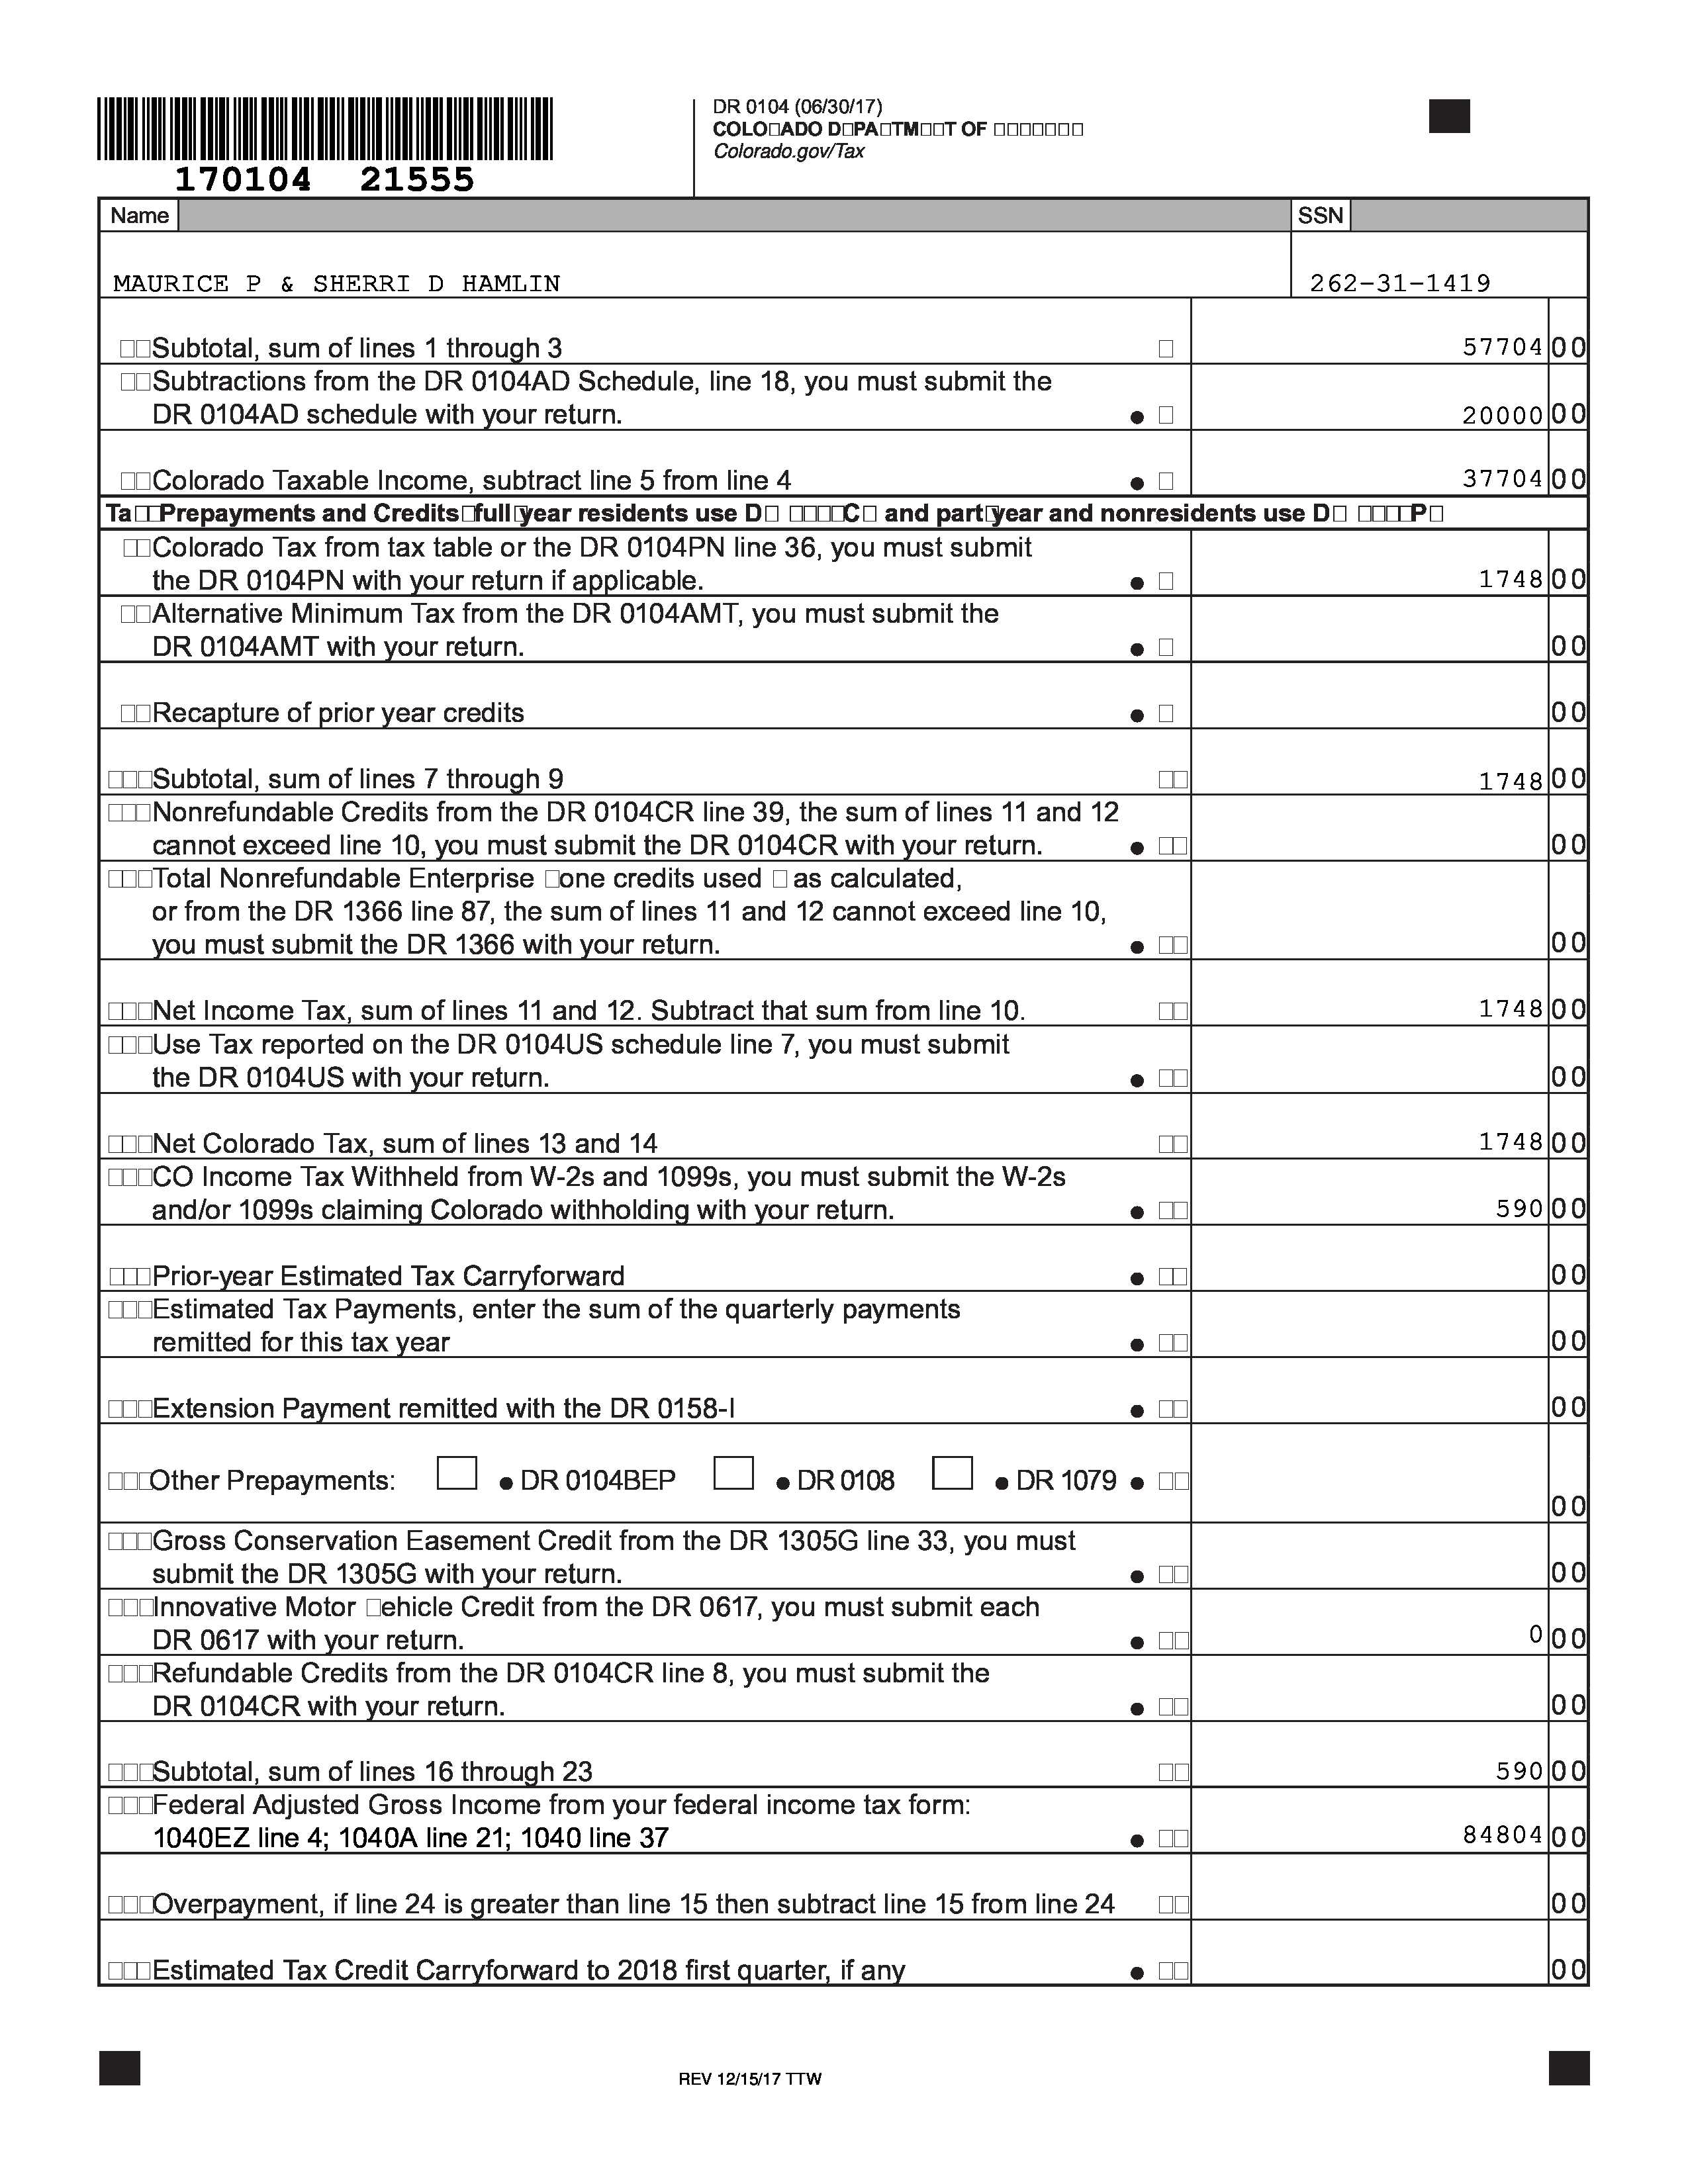 170104 21555
DR 0104 (06/30/17)
COLO□ADO D□PA□TM□□T OF □□□□□□□
Colorado.gov/Tax
Name SSN
MAURICE P & SHERRI D HAMLIN 262-31-1419
□□Subtotal, sum of lines 1 through 3 □ 57704 00
□□Subtractions from the DR 0104AD Schedule, line 18, you must submit the
DR 0104AD schedule with your return. ● □ 20000 00
□□Colorado Taxable Income, subtract line 5 from line 4 ● □ 37704 00
Ta□□Prepayments and Credits□full□year residents use D□ □□□□C□ and part□year and nonresidents use D□ □□□□P□
□□Colorado Tax from tax table or the DR 0104PN line 36, you must submit
the DR 0104PN with your return if applicable. ● □ 1748 00
□□Alternative Minimum Tax from the DR 0104AMT, you must submit the
DR 0104AMT with your return. ● □ 00
□□Recapture of prior year credits ● □ 00
□□□Subtotal, sum of lines 7 through 9 □□ 1748 00
□□□Nonrefundable Credits from the DR 0104CR line 39, the sum of lines 11 and 12
cannot exceed line 10, you must submit the DR 0104CR with your return. ● □□ 00
□□□Total Nonrefundable Enterprise □one credits used □ as calculated,
or from the DR 1366 line 87, the sum of lines 11 and 12 cannot exceed line 10,
you must submit the DR 1366 with your return. ● □□ 00
□□□Net Income Tax, sum of lines 11 and 12. Subtract that sum from line 10. □□ 1748 00
□□□Use Tax reported on the DR 0104US schedule line 7, you must submit
the DR 0104US with your return. ● □□ 00
□□□Net Colorado Tax, sum of lines 13 and 14 □□ 1748 00
□□□CO Income Tax Withheld from W-2s and 1099s, you must submit the W-2s
and/or 1099s claiming Colorado withholding with your return. ● □□ 590 00
□□□Prior-year Estimated Tax Carryforward ● □□ 00
□□□Estimated Tax Payments, enter the sum of the quarterly payments
remitted for this tax year ● □□ 00
□□□Extension Payment remitted with the DR 0158-I ● □□ 00
□□□Other Prepayments: ● DR 0104BEP ● DR 0108 ● DR 1079 ● □□ 00
□□□Gross Conservation Easement Credit from the DR 1305G line 33, you must
submit the DR 1305G with your return. ● □□ 00
□□□Innovative Motor □ehicle Credit from the DR 0617, you must submit each
DR 0617 with your return. ● □□ 0 00
□□□Refundable Credits from the DR 0104CR line 8, you must submit the
DR 0104CR with your return. ● □□ 00
□□□Subtotal, sum of lines 16 through 23 □□ 590 00
□□□Federal Adjusted Gross Income from your federal income tax form:
1040EZ line 4; 1040A line 21; 1040 line 37 ● □□ 84804 00
□□□Overpayment, if line 24 is greater than line 15 then subtract line 15 from line 24 □□ 00
□□□Estimated Tax Credit Carryforward to 2018 first quarter, if any ● □□ 00
REV 12/15/17 TTW